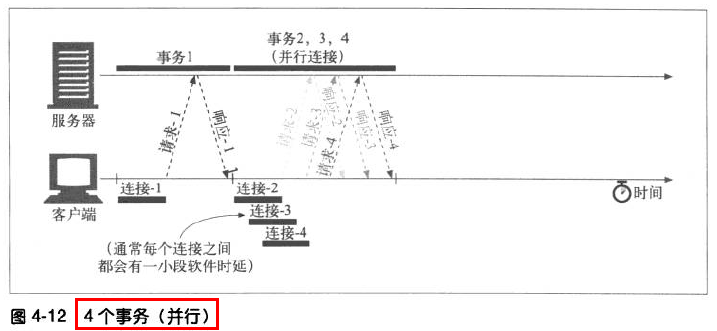 事务1
事务2，3，4
（并行连接）
服务器
请求-1
响应-1
请求-2
请求-3
请求-4
响应-2
响应-3
响应-4
连接-1
连接-2
时间
客户端
连接-3
连接-4
（通常每个连接之间
都会有一小段软件时延）
图 4-12 4个事务（并行）